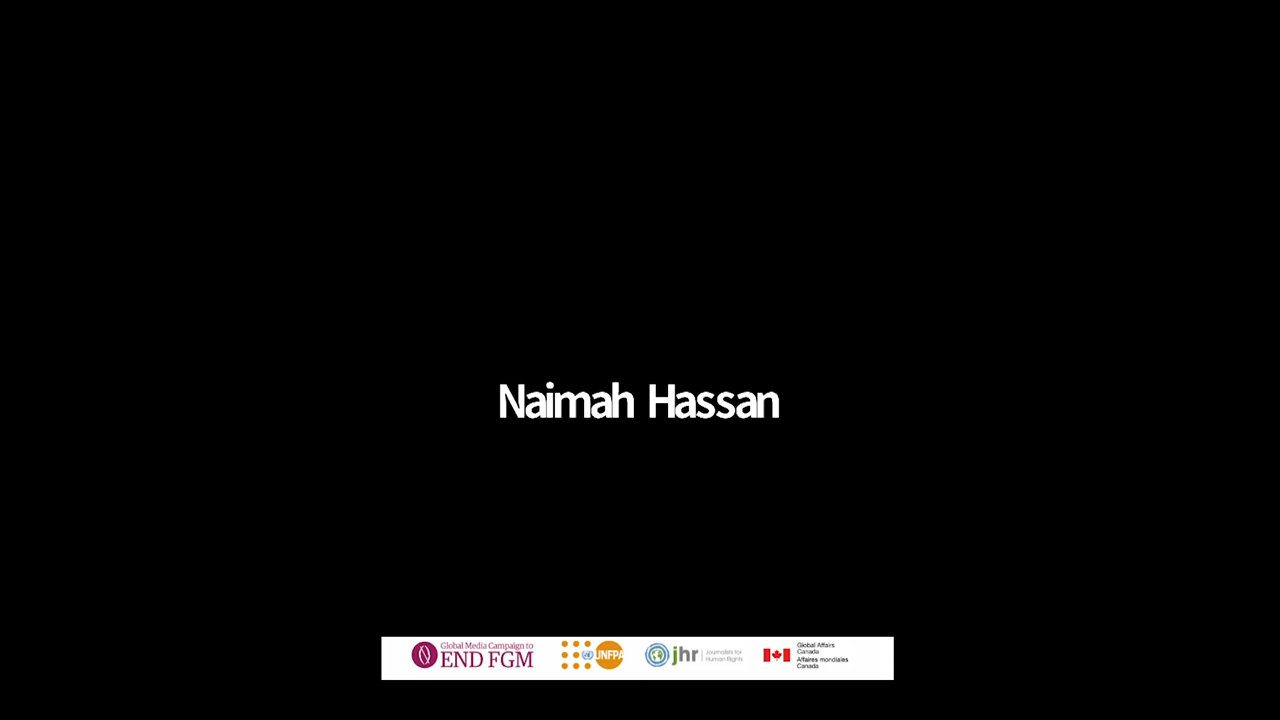 Naimah Hassan
Global Media Campaign to
END FGM
UNFPA
jhr
Journalists for
Human Rights
Global Affairs
Canada
Affaires mondiales
Canada